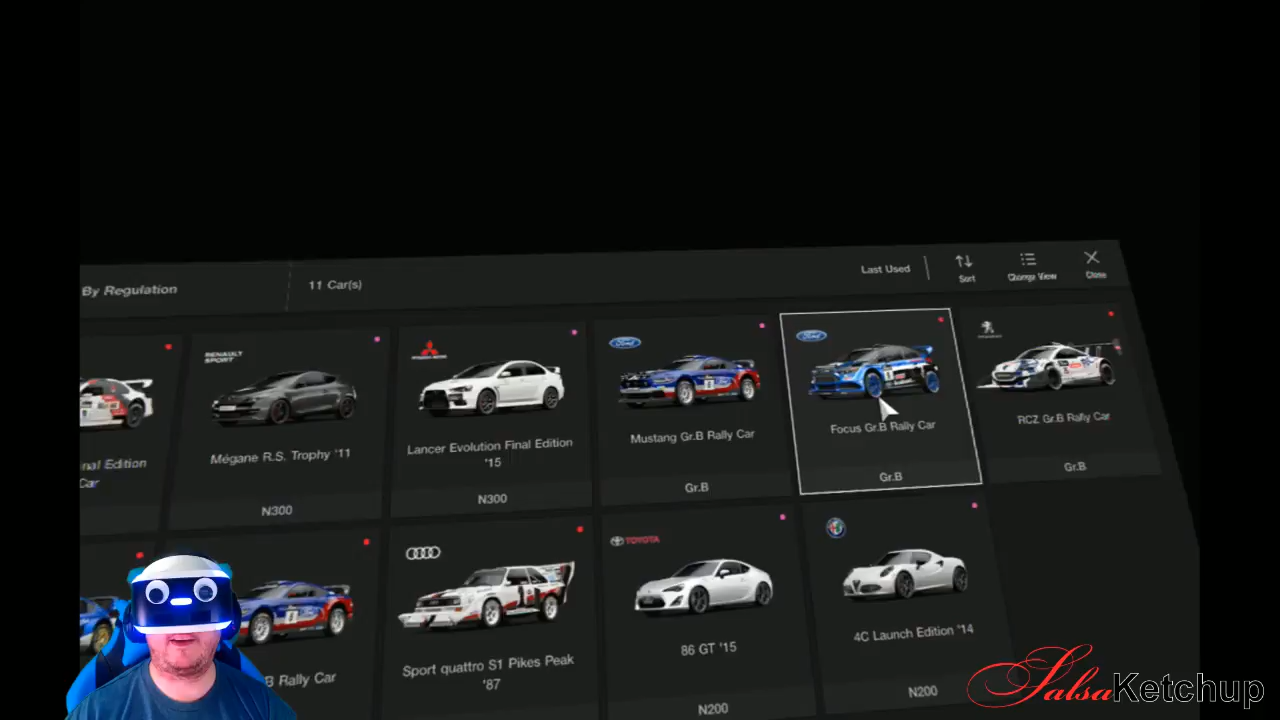 By Regulation
11 Car(s)
Last Used
Sort
Change View
Close
RENAULT
SPORT
Mégane R.S. Trophy '11
N300
Lancer Evolution Final Edition
'15
N300
Ford
Mustang Gr.B Rally Car
Gr.B
Ford
Focus Gr.B Rally Car
Gr.B
RCZ Gr.B Rally Car
Gr.B
nal Edition
Car
B Rally Car
Sport quattro S1 Pikes Peak
'87
TOYOTA
86 GT '15
N200
4C Launch Edition '14
N200
SalsaKetchup